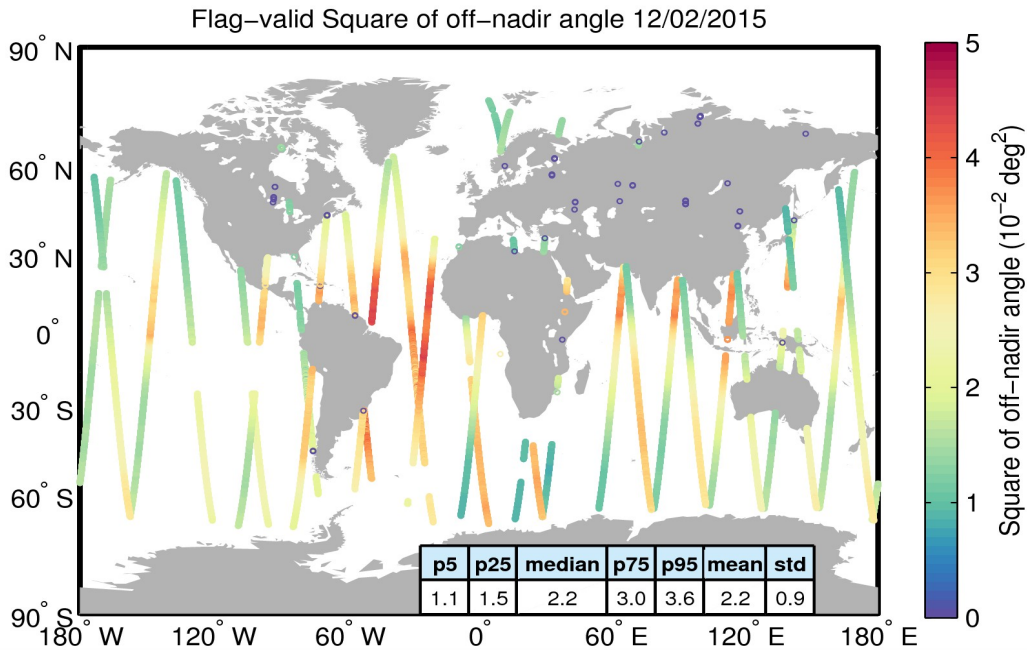 Flag−valid Square of off−nadir angle 12/02/2015
90° N
60° N
30° N
0°
30° S
60° S
90° S
180° W
120° W
60° W
0°
60° E
120° E
180° E
p5 p25 median p75 p95 mean std
1.1 1.5 2.2 3.0 3.6 2.2 0.9
5
4
3
2
1
0
Square of off−nadir angle (10⁻² deg²)